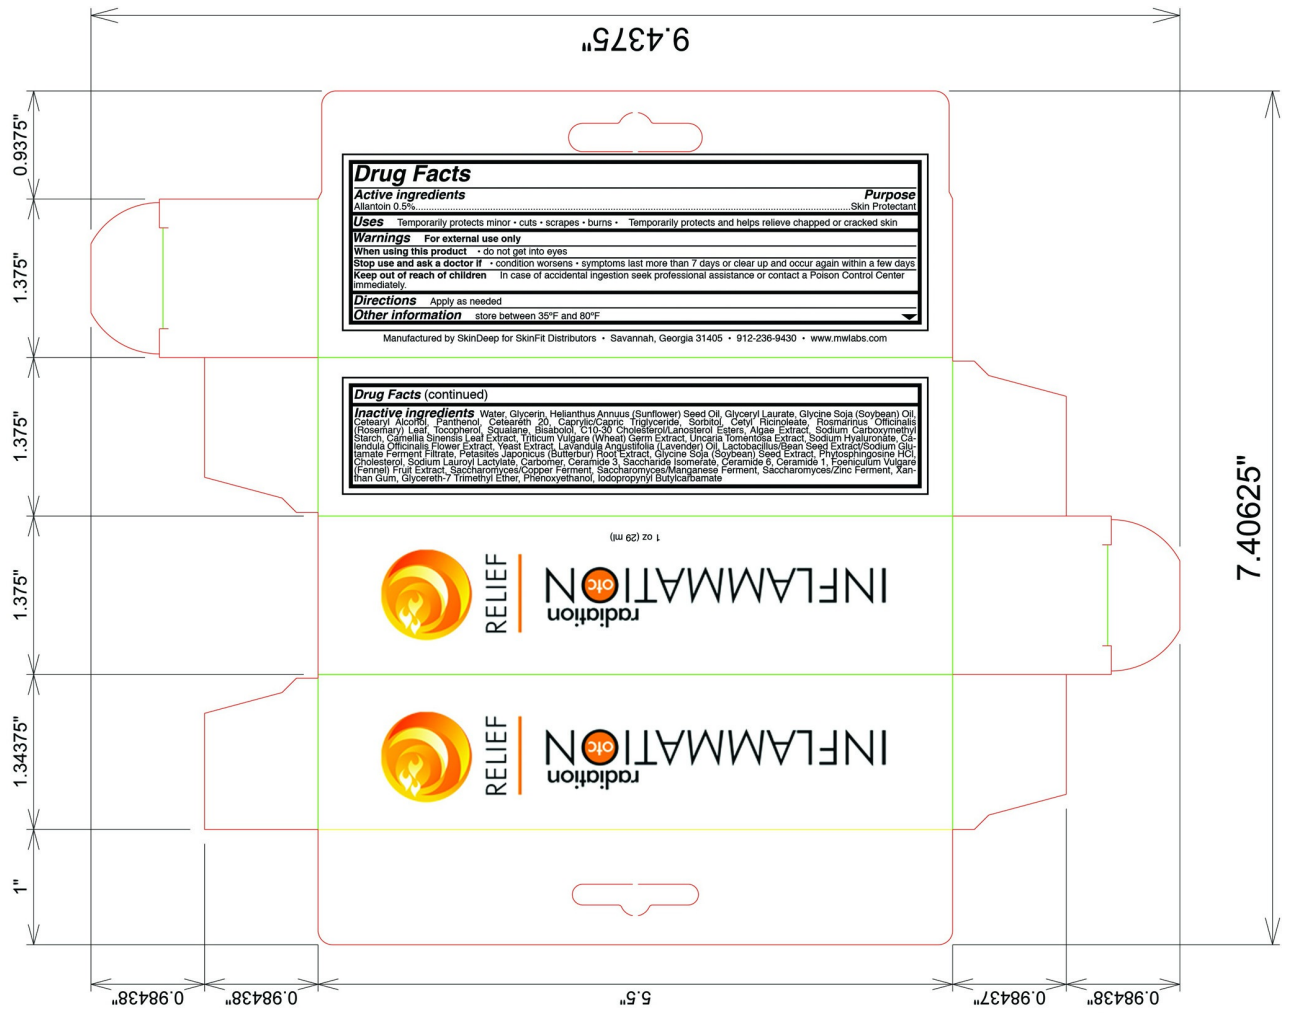 9.4375"
0.9375"
1.375"
1.375"
1.375"
1.34375"
1"
7.40625"
Drug Facts
Active ingredients Purpose
Allantoin 0.5%......Skin Protectant
Uses Temporarily protects minor • cuts • scrapes • burns • Temporarily protects and helps relieve chapped or cracked skin
Warnings For external use only
When using this product • do not get into eyes
Stop use and ask a doctor if • condition worsens • symptoms last more than 7 days or clear up and occur again within a few days
Keep out of reach of children In case of accidental ingestion seek professional assistance or contact a Poison Control Center
immediately.
Directions Apply as needed
Other information store between 35ºF and 80ºF
Manufactured by SkinDeep for SkinFit Distributors • Savannah, Georgia 31405 • 912-236-9430 • www.mwlabs.com
Drug Facts (continued)
Inactive ingredients Water, Glycerin, Helianthus Annuus (Sunflower) Seed Oil, Glyceryl Laurate, Glycine Soja (Soybean) Oil,
Cetearyl Alcohol, Panthenol, Ceteareth 20, Caprylic/Capric Triglyceride, Sorbitol, Cetyl Ricinoleate, Rosmarinus Officinalis
(Rosemary) Leaf, Tocopherol, Squalane, Bisabolol, C10-30 Cholesterol/Lanosterol Esters, Algae Extract, Sodium Carboxymethyl
Starch, Camellia Sinensis Leaf Extract, Triticum Vulgare (Wheat) Germ Extract, Uncaria Tomentosa Extract, Sodium Hyaluronate, Ca-
lendula Officinalis Flower Extract, Yeast Extract, Lavandula Angustifolia (Lavender) Oil, Lactobacillus/Bean Seed Extract/Sodium Glu-
tamate Ferment Filtrate, Petasites Japonicus (Butterbur) Root Extract, Glycine Soja (Soybean) Seed Extract, Phytosphingosine HCl,
Cholesterol, Sodium Lauroyl Lactylate, Carbomer, Ceramide 3, Saccharide Isomerate, Ceramide 6, Ceramide 1, Foeniculum Vulgare
(Fennel) Fruit Extract, Saccharomyces/Copper Ferment, Saccharomyces/Manganese Ferment, Saccharomyces/Zinc Ferment, Xan-
than Gum, Glycereth-7 Trimethyl Ether, Phenoxyethanol, Iodopropynyl Butylcarbamate
1 oz (29 ml)
radiation
INFLAMMATION
otc
RELIEF
radiation
INFLAMMATION
otc
RELIEF
0.98438"
0.98438"
5.5"
0.98437"
0.98438"